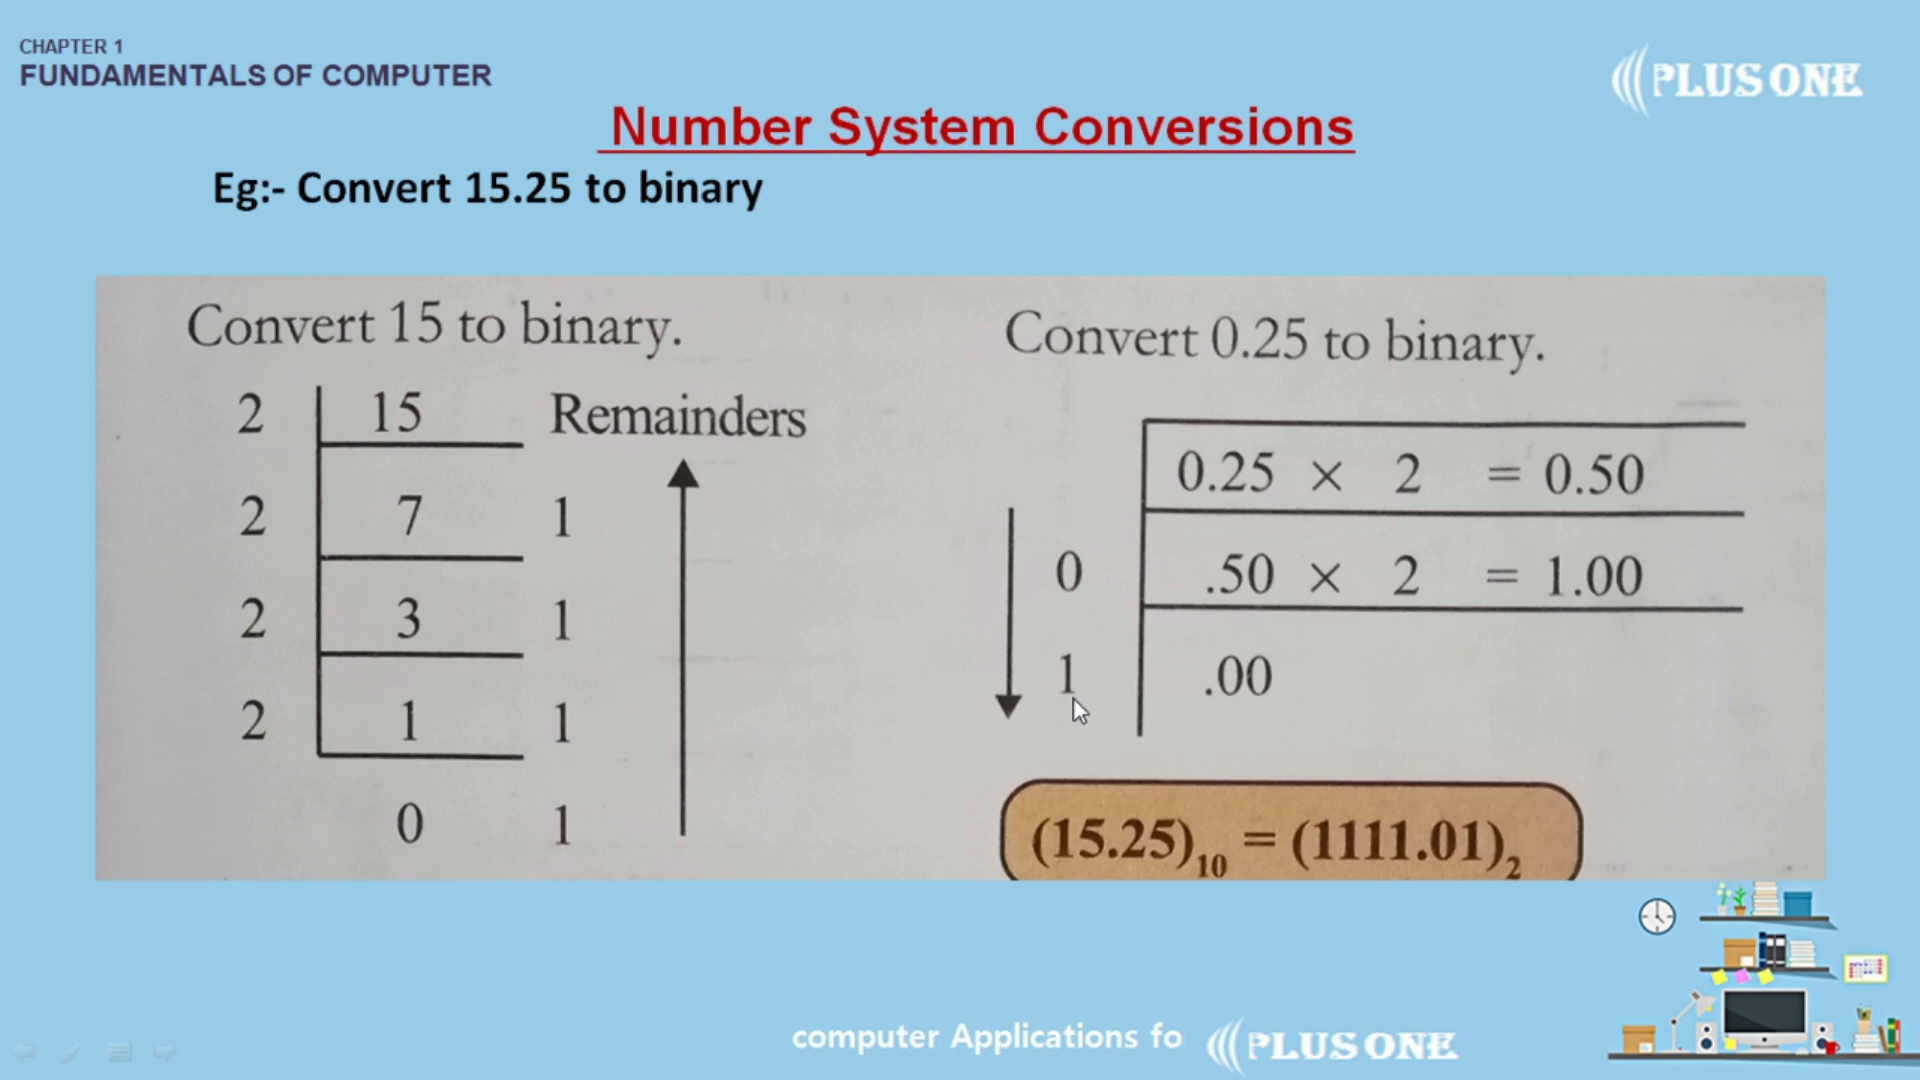 CHAPTER 1
FUNDAMENTALS OF COMPUTER
PLUS ONE
Number System Conversions
Eg:- Convert 15.25 to binary
Convert 15 to binary.
2 15 Remainders
2 7 1
2 3 1
2 1 1
0 1
Convert 0.25 to binary.
0.25 × 2 = 0.50
0 .50 × 2 = 1.00
1 .00
(15.25)₁₀ = (1111.01)₂
computer Applications fo PLUS ONE